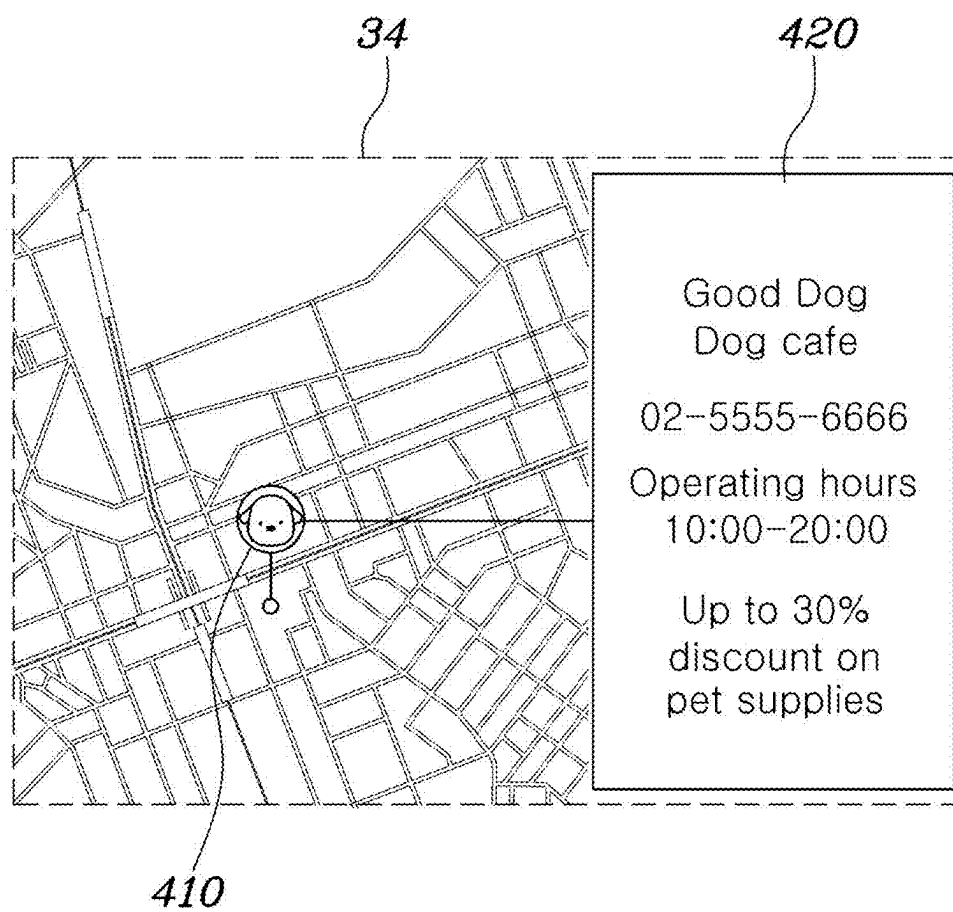 34
420
Good Dog
Dog cafe
02-5555-6666
Operating hours
10:00-20:00
Up to 30%
discount on
pet supplies
410